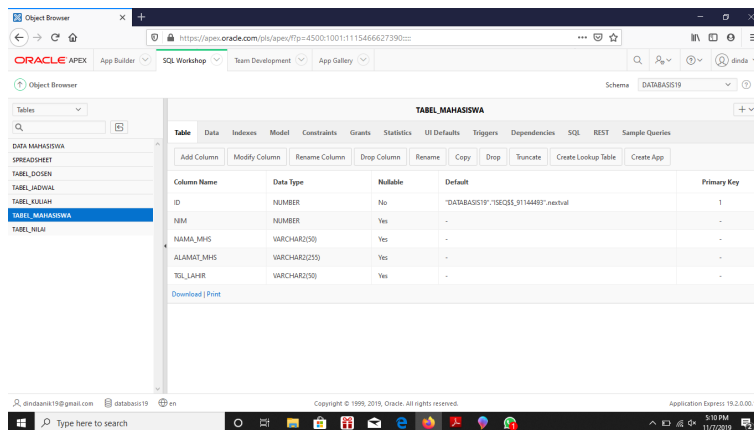 Object Browser
https://apex.oracle.com/pls/apex/f?p=4500:1001:1115466627390:::::
ORACLE APEX App Builder SQL Workshop Team Development App Gallery dinda
Object Browser Schema DATABASIS19
Tables
TABEL_MAHASISWA
Table Data Indexes Model Constraints Grants Statistics UI Defaults Triggers Dependencies SQL REST Sample Queries
Add Column Modify Column Rename Column Drop Column Rename Copy Drop Truncate Create Lookup Table Create App
DATA MAHASISWA
SPREADSHEET
TABEL_DOSEN
TABEL_JADWAL
TABEL_KULIAH
TABEL_MAHASISWA
TABEL_NILAI
Column Name Data Type Nullable Default Primary Key
ID NUMBER No "DATABASIS19"."ISEQ$$_91144493".nextval 1
NIM NUMBER Yes - -
NAMA_MHS VARCHAR2(50) Yes - -
ALAMAT_MHS VARCHAR2(255) Yes - -
TGL_LAHIR. VARCHAR2(50) Yes - -
Download | Print
dindaanik19@gmail.com databasis19 en Copyright © 1999, 2019, Oracle. All rights reserved. Application Express 19.2.0.00.
Type here to search 5:10 PM
11/7/2019